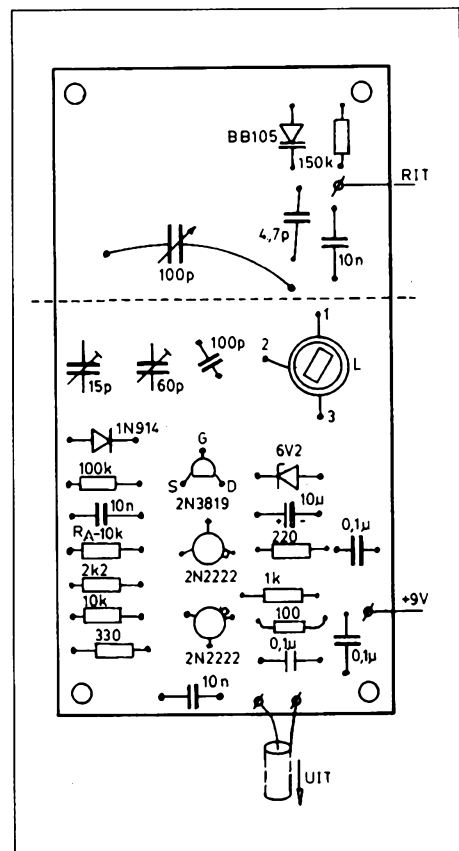 BB105
150k
RIT
4,7p
10n
100p
1
100p
2
L
15p
60p
3
1N914
G
6V2
100k
S
D
10n
2N3819
10µ
+ -
RA-10k
220
0,1µ
2k2
2N2222
1k
10k
+9V
100
330
2N2222
0,1µ
0,1µ
10n
UIT